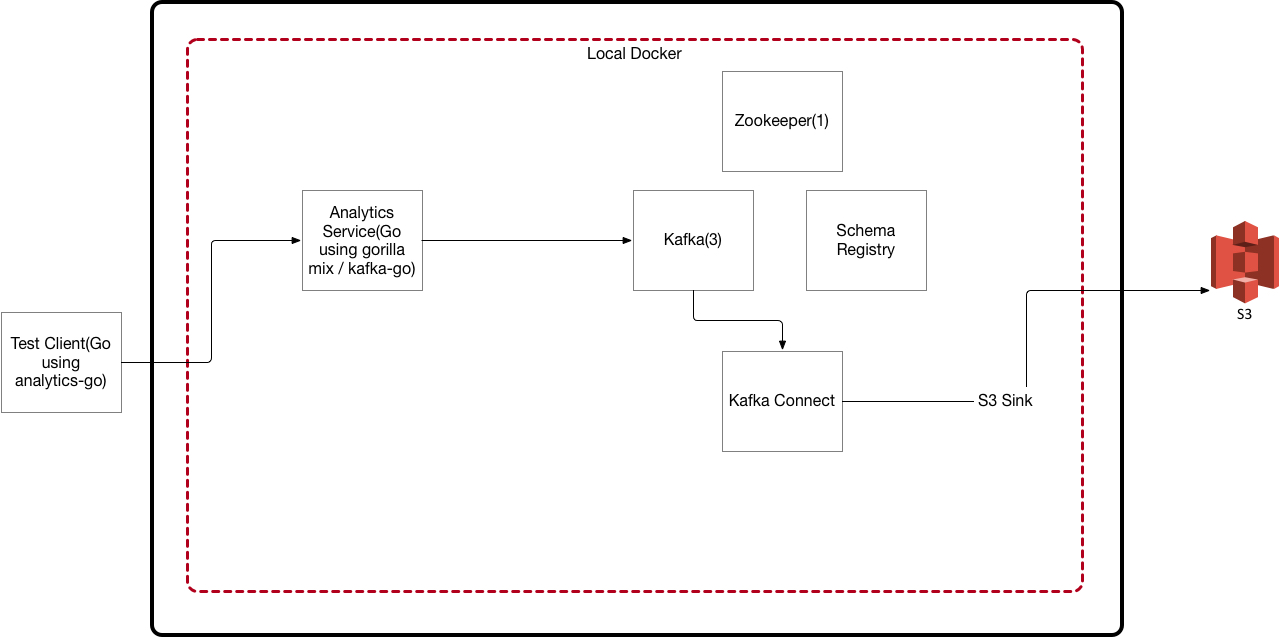 Local Docker
Zookeeper(1)
Analytics
Service(Go
using gorilla
mix / kafka-go)
Kafka(3)
Schema
Registry
S3
Test Client(Go
using
analytics-go)
Kafka Connect
S3 Sink